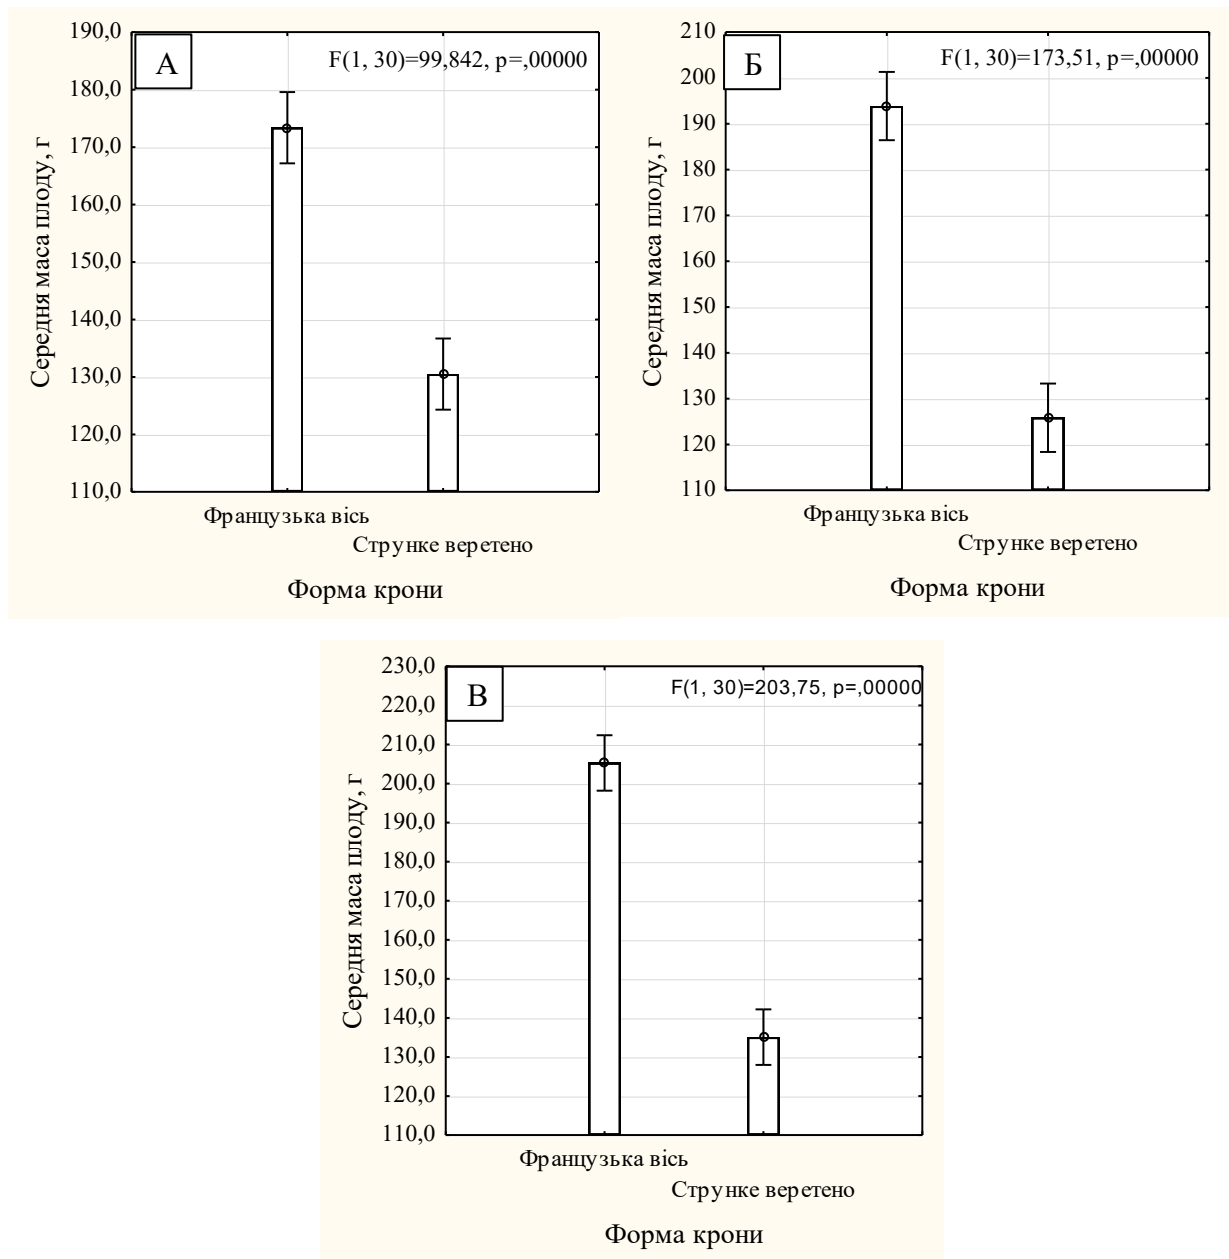 А
F(1, 30)=99,842, p=,00000
Середня маса плоду, г
190,0
180,0
170,0
160,0
150,0
140,0
130,0
120,0
110,0
Французька вісь
Струнке веретено
Форма крони
Б
F(1, 30)=173,51, p=,00000
Середня маса плоду, г
210
200
190
180
170
160
150
140
130
120
110
Французька вісь
Струнке веретено
Форма крони
В
F(1, 30)=203,75, p=,00000
Середня маса плоду, г
230,0
220,0
210,0
200,0
190,0
180,0
170,0
160,0
150,0
140,0
130,0
120,0
110,0
Французька вісь
Струнке веретено
Форма крони